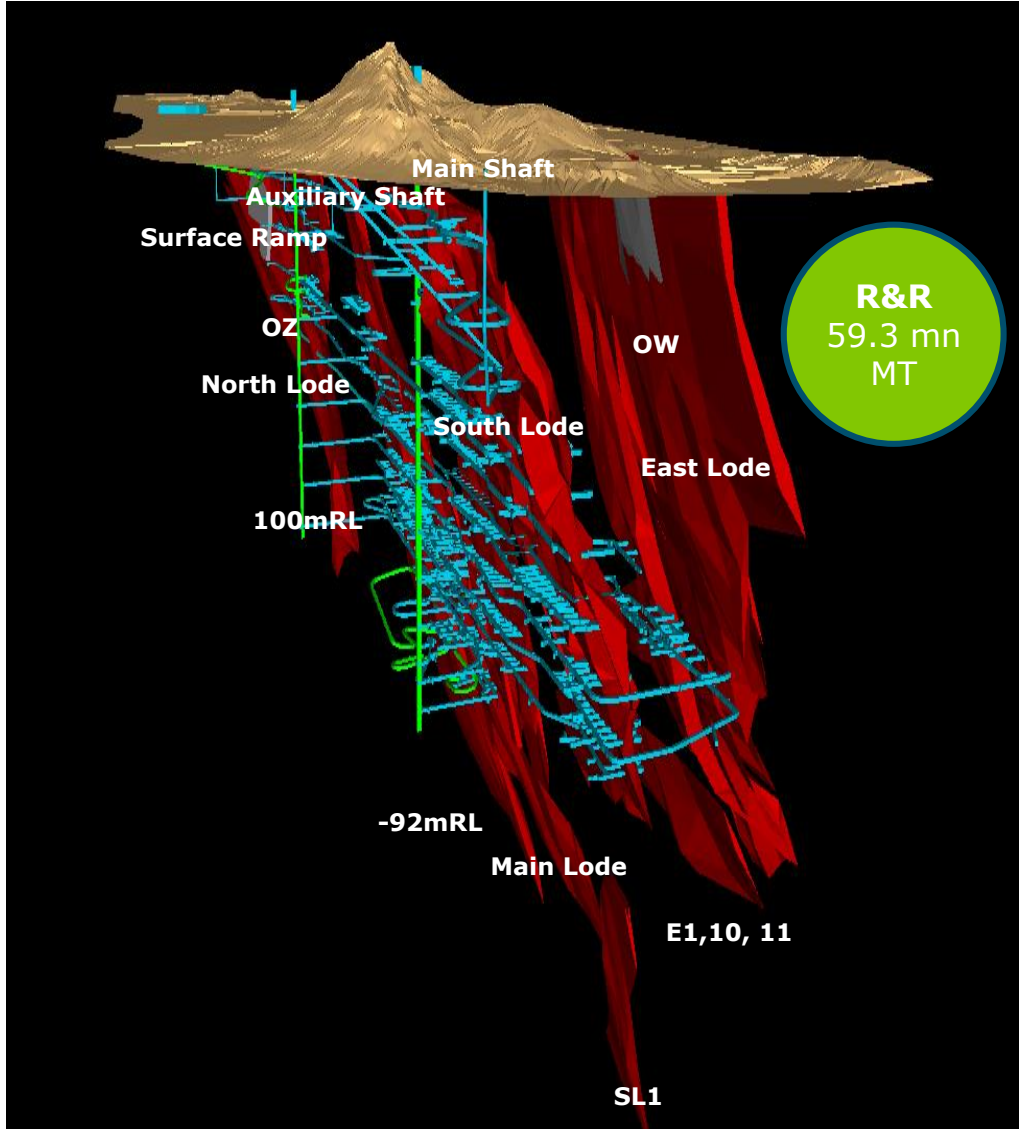 Main Shaft
Auxiliary Shaft
Surface Ramp
R&R
59.3 mn
MT
OZ
OW
North Lode
South Lode
East Lode
100mRL
-92mRL
Main Lode
E1,10, 11
SL1